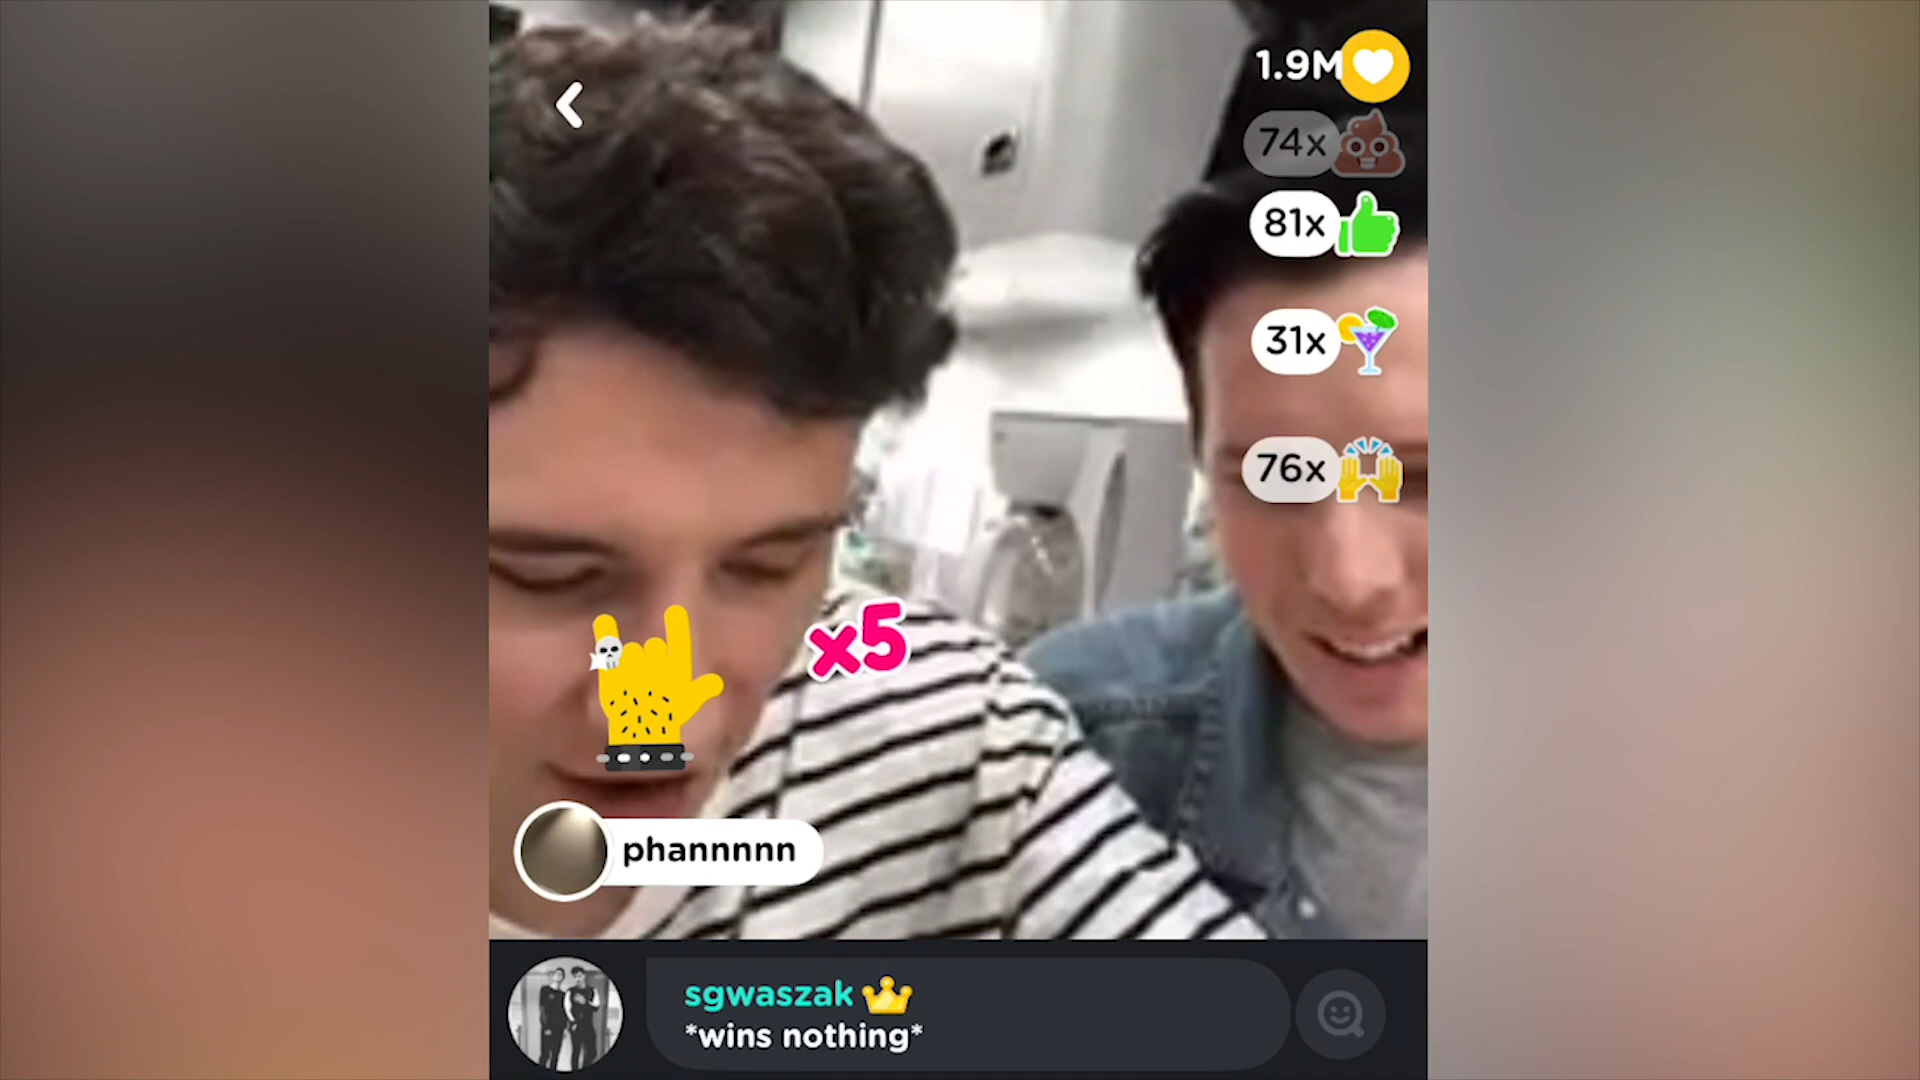 1.9M
74x
81x
31x
76x
x5
phannnnn
sgwaszak
*wins nothing*